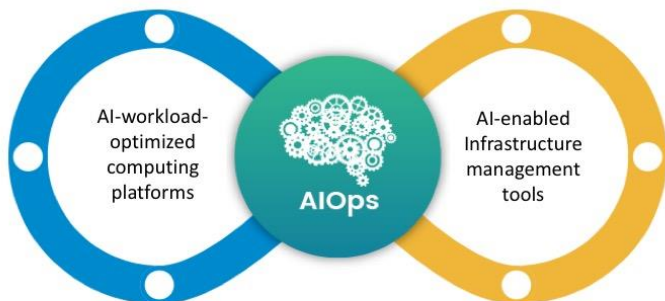 AI-workload-
optimized
computing
platforms
AIOps
AI-enabled
Infrastructure
management
tools